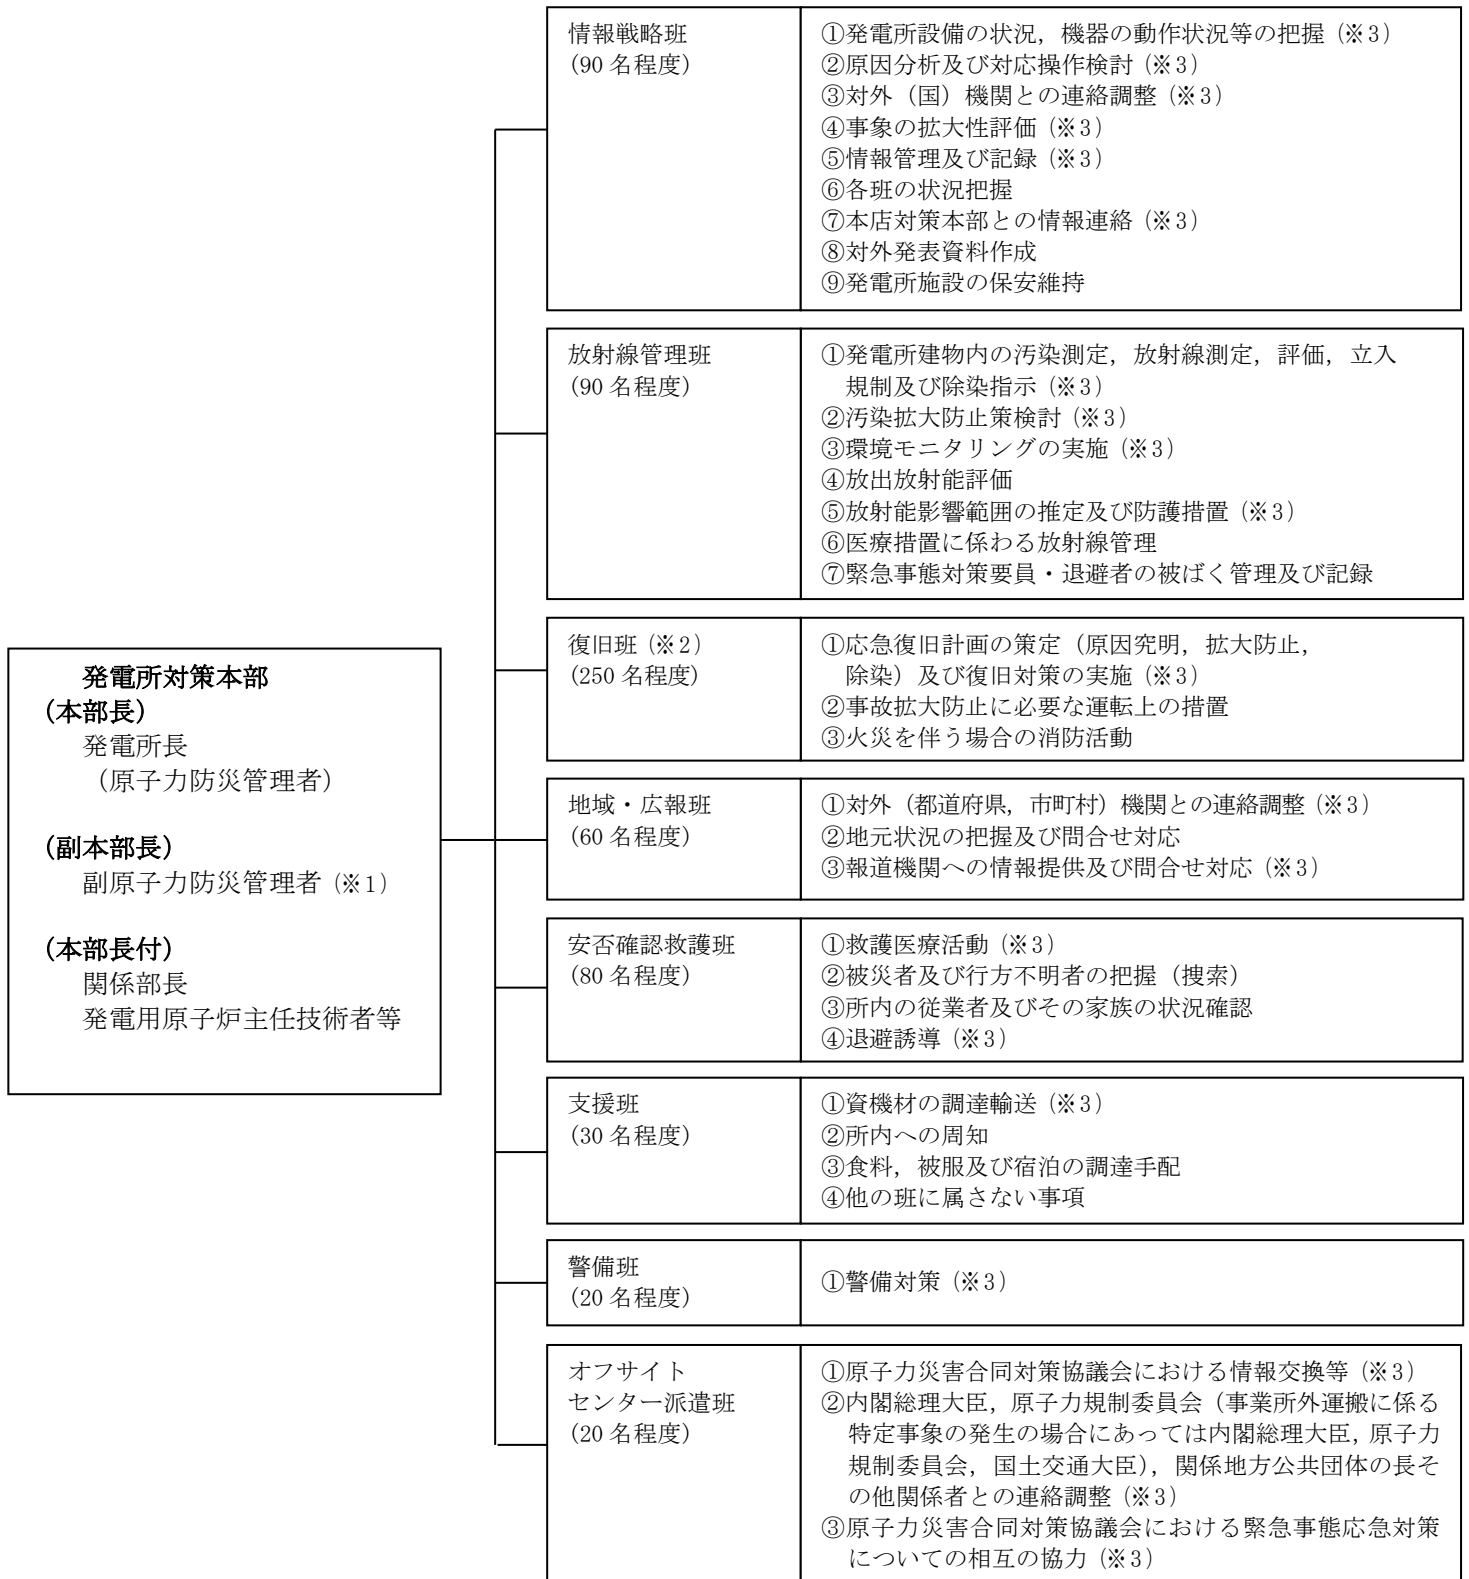 発電所対策本部
(本部長)
発電所長
（原子力防災管理者）
(副本部長)
副原子力防災管理者（※1）
(本部長付)
関係部長
発電用原子炉主任技術者等
情報戦略班
(90 名程度)
①発電所設備の状況，機器の動作状況等の把握（※3）
②原因分析及び対応操作検討（※3）
③対外（国）機関との連絡調整（※3）
④事象の拡大性評価（※3）
⑤情報管理及び記録（※3）
⑥各班の状況把握
⑦本店対策本部との情報連絡（※3）
⑧対外発表資料作成
⑨発電所施設の保安維持
放射線管理班
(90 名程度)
①発電所建物内の汚染測定，放射線測定，評価，立入
規制及び除染指示（※3）
②汚染拡大防止策検討（※3）
③環境モニタリングの実施（※3）
④放出放射能評価
⑤放射能影響範囲の推定及び防護措置（※3）
⑥医療措置に係わる放射線管理
⑦緊急事態対策要員・退避者の被ばく管理及び記録
復旧班（※2）
(250 名程度)
①応急復旧計画の策定（原因究明，拡大防止，
除染）及び復旧対策の実施（※3）
②事故拡大防止に必要な運転上の措置
③火災を伴う場合の消防活動
地域・広報班
(60 名程度)
①対外（都道府県，市町村）機関との連絡調整（※3）
②地元状況の把握及び問合せ対応
③報道機関への情報提供及び問合せ対応（※3）
安否確認救護班
(80 名程度)
①救護医療活動（※3）
②被災者及び行方不明者の把握（捜索）
③所内の従業者及びその家族の状況確認
④退避誘導（※3）
支援班
(30 名程度)
①資機材の調達輸送（※3）
②所内への周知
③食料，被服及び宿泊の調達手配
④他の班に属さない事項
警備班
(20 名程度)
①警備対策（※3）
オフサイト
センター派遣班
(20 名程度)
①原子力災害合同対策協議会における情報交換等（※3）
②内閣総理大臣，原子力規制委員会（事業所外運搬に係る
特定事象の発生の場合にあっては内閣総理大臣，原子力
規制委員会，国土交通大臣），関係地方公共団体の長そ
の他関係者との連絡調整（※3）
③原子力災害合同対策協議会における緊急事態応急対策
についての相互の協力（※3）